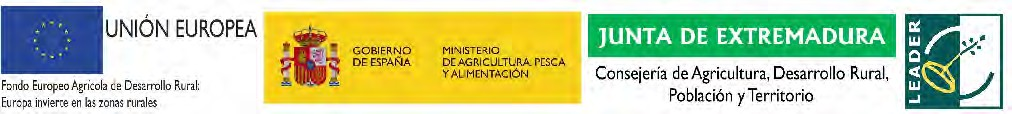 UNIÓN EUROPEA
Fondo Europeo Agrícola de Desarrollo Rural:
Europa invierte en las zonas rurales
GOBIERNO
DE ESPAÑA
MINISTERIO
DE AGRICULTURA, PESCA
Y ALIMENTACIÓN
JUNTA DE EXTREMADURA
Consejería de Agricultura, Desarrollo Rural,
Población y Territorio
LEADER